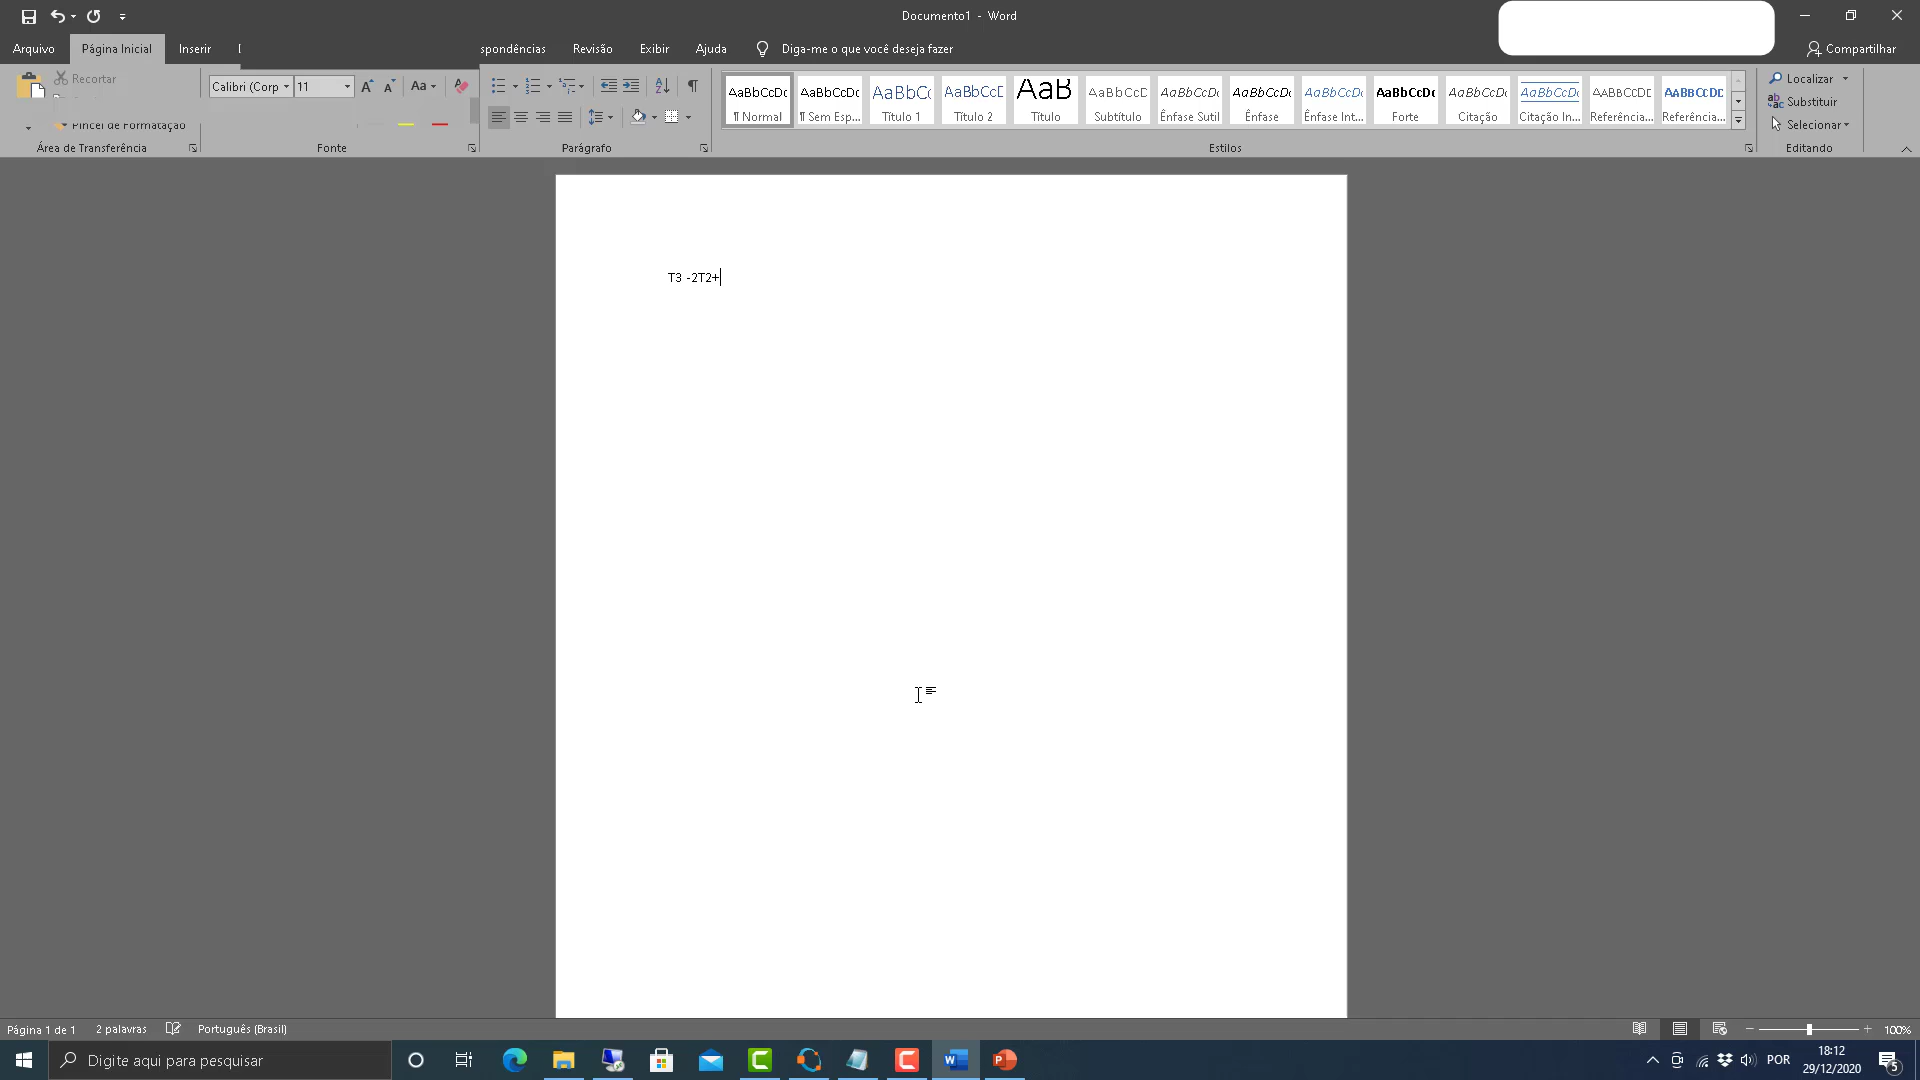 Documento1 - Word
Arquivo
Página Inicial
Inserir
spondências
Revisão
Exibir
Ajuda
Diga-me o que você deseja fazer
Compartilhar
Recortar
Pincel de Formatação
Área de Transferência
Calibri (Corp
11
Aa
Fonte
Parágrafo
AaBbCcDc
¶ Normal
AaBbCcDc
¶ Sem Esp...
AaBbCc
Título 1
AaBbCcE
Título 2
AaB
Título
AaBbCcD
Subtítulo
AaBbCcDc
Ênfase Sutil
AaBbCcDc
Ênfase
AaBbCcDc
Ênfase Int...
AaBbCcDc
Forte
AaBbCcDc
Citação
AaBbCcDc
Citação In...
AaBbCcDd
Referência...
AaBbCcDd
Referência...
Estilos
Localizar
Substituir
Selecionar
Editando
T3 -2T2+
Página 1 de 1
2 palavras
Português (Brasil)
100%
Digite aqui para pesquisar
POR
18:12
29/12/2020
5